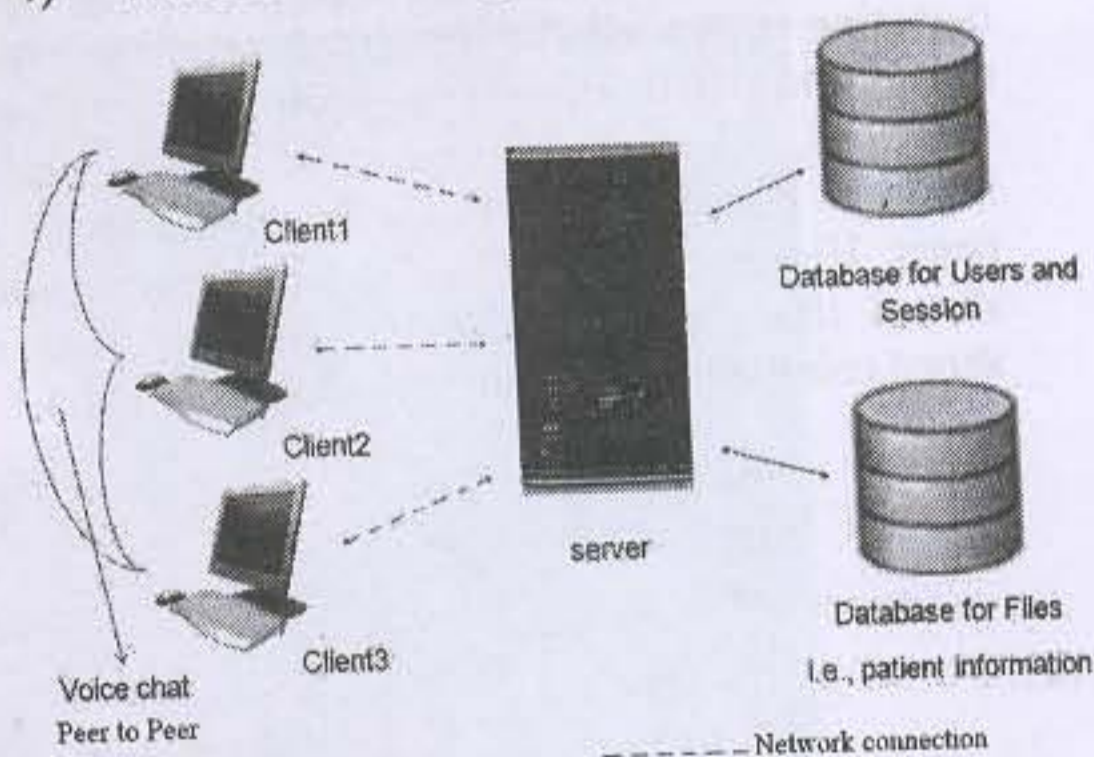 Client1
Client2
Client3
Voice chat
Peer to Peer
server
Database for Users and
Session
Database for Files
i.e., patient information
Network connection